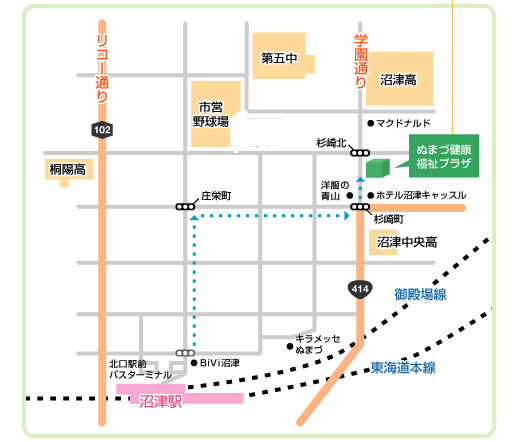 リコー通り
学園通り
第五中
沼津高
市営
野球場
マクドナルド
102
杉崎北
ぬまづ健康
福祉プラザ
桐陽高
洋服の
青山
ホテル沼津キャッスル
庄栄町
杉崎町
沼津中央高
414
御殿場線
キラメッセ
ぬまづ
北口駅前
バスターミナル
BiVi沼津
東海道本線
沼津駅